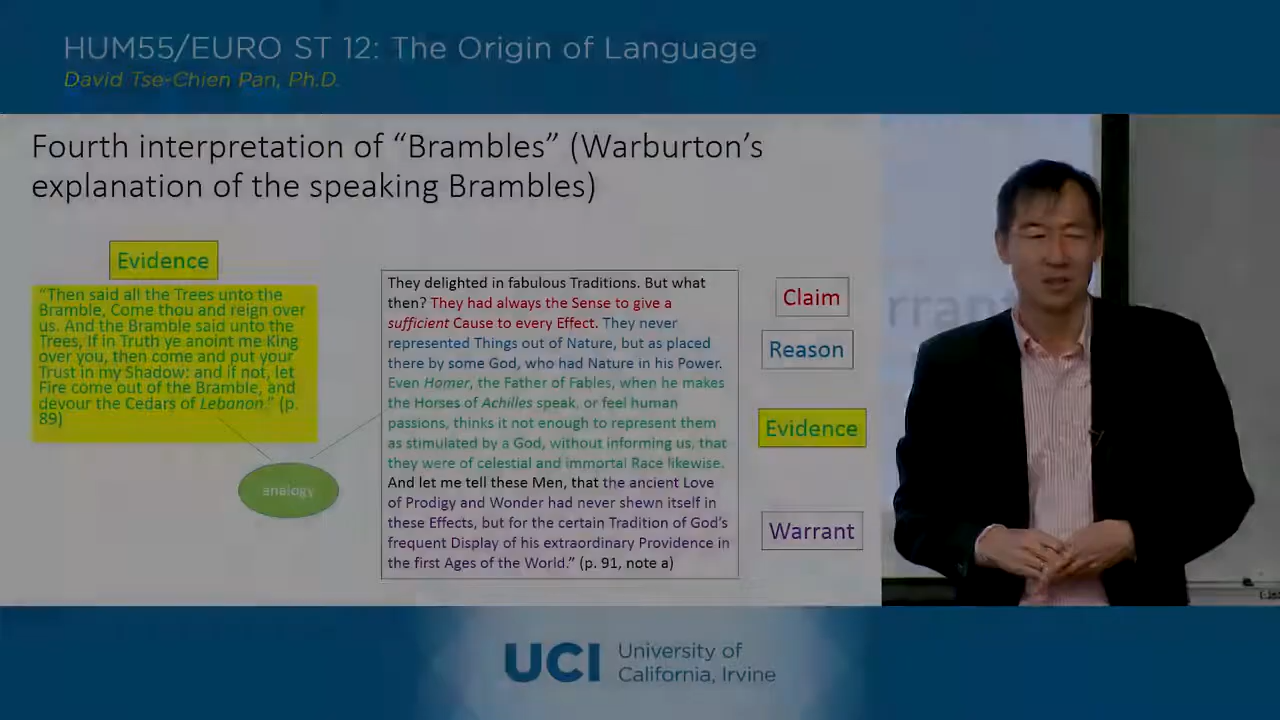 HUM55/EURO ST 12: The Origin of Language
David Tse-Chien Pan, Ph.D.
Fourth interpretation of “Brambles” (Warburton’s
explanation of the speaking Brambles)
Evidence
“Then said all the Trees unto the
Bramble, Come thou and reign over
us. And the Bramble said unto the
Trees, If in Truth ye anoint me King
over you, then come and put your
Trust in my Shadow: and if not, let
Fire come out of the Bramble, and
devour the Cedars of Lebanon.” (p.
89)
analogy
They delighted in fabulous Traditions. But what
then? They had always the Sense to give a
sufficient Cause to every Effect. They never
represented Things out of Nature, but as placed
there by some God, who had Nature in his Power.
Even Homer, the Father of Fables, when he makes
the Horses of Achilles speak, or feel human
passions, thinks it not enough to represent them
as stimulated by a God, without informing us, that
they were of celestial and immortal Race likewise.
And let me tell these Men, that the ancient Love
of Prodigy and Wonder had never shewn itself in
these Effects, but for the certain Tradition of God’s
frequent Display of his extraordinary Providence in
the first Ages of the World.” (p. 91, note a)
Claim
Reason
Evidence
Warrant
UCI University of
California, Irvine